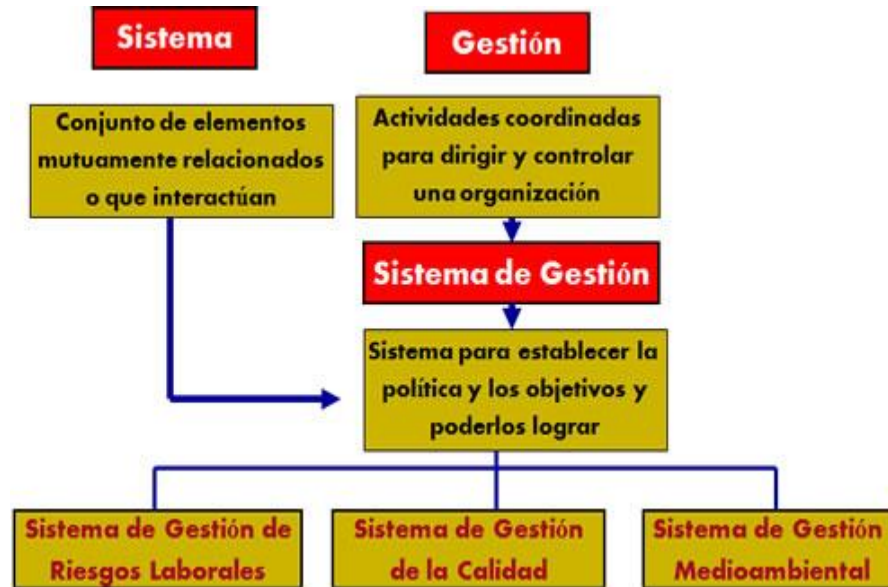 Sistema
Gestión
Conjunto de elementos
mutuamente relacionados
o que interactúan
Actividades coordinadas
para dirigir y controlar
una organización
Sistema de Gestión
Sistema para establecer la
política y los objetivos y
poderlos lograr
Sistema de Gestión de
Riesgos Laborales
Sistema de Gestión
de la Calidad
Sistema de Gestión
Medioambiental